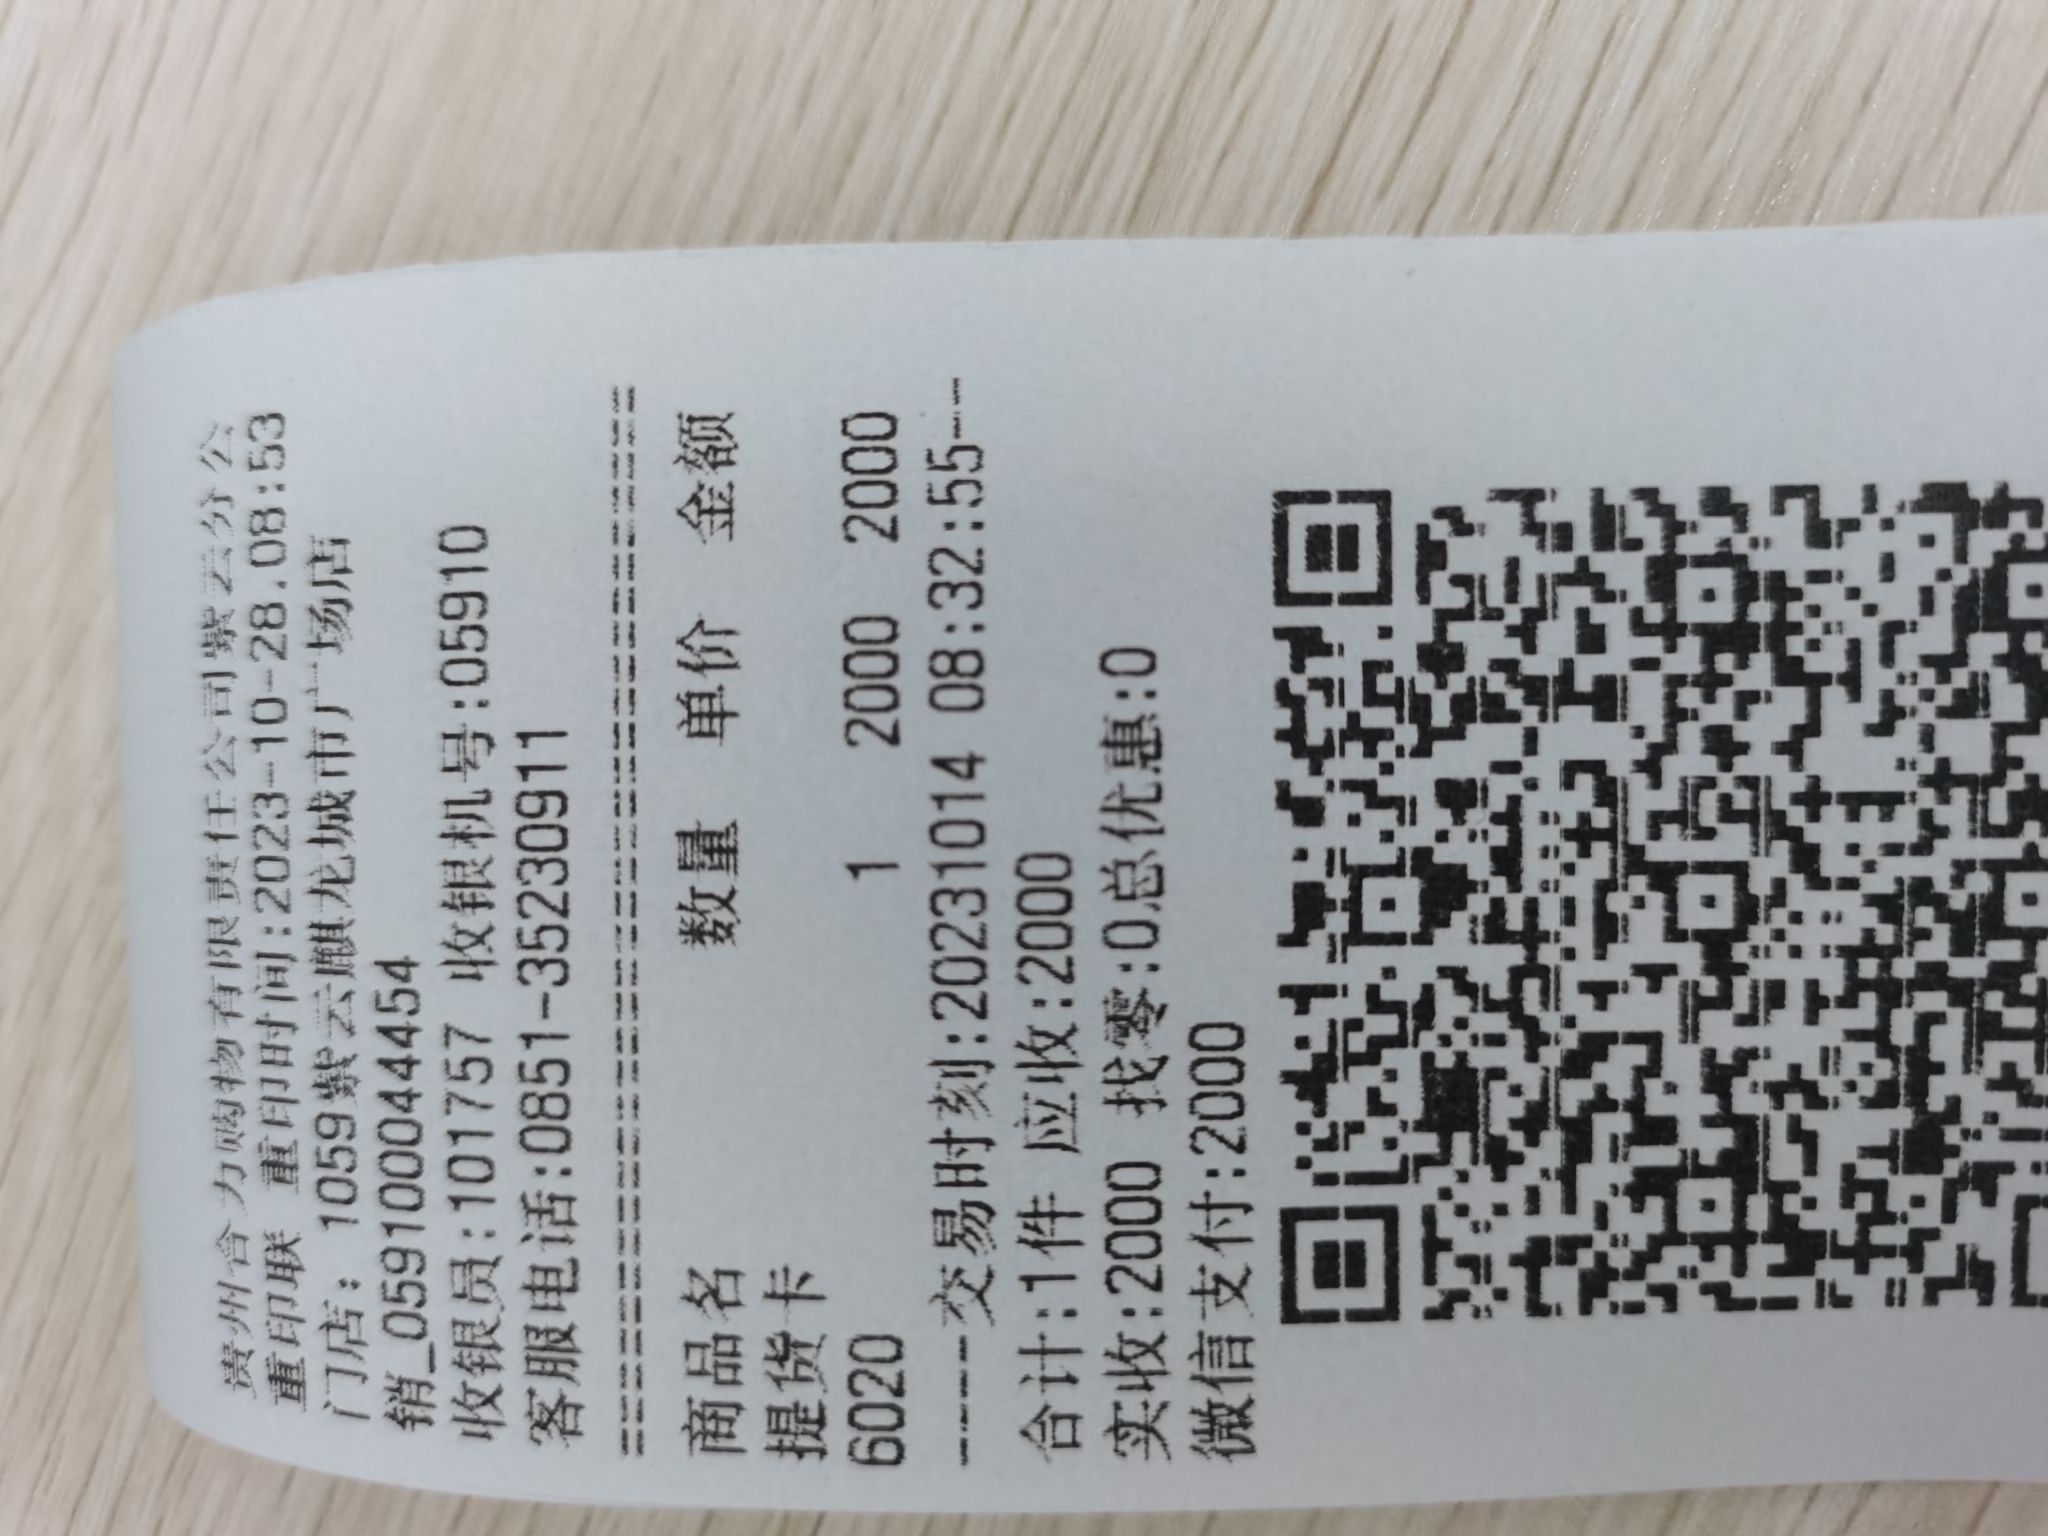 贵州合力购物有限责任公司紫云分公
重印联 重印时间:2023-10-28.08:53
门店: 1059紫云麒龙城市广场店
销_059100044454
收银员:101757 收银机号:05910
客服电话:0851-35230911
================================
商品名 数量 单价 金额
提货卡
6020 1 2000 2000
-----交易时刻:20231014 08:32:55---
合计:1件 应收:2000
实收:2000 找零:0总优惠:0
微信支付:2000